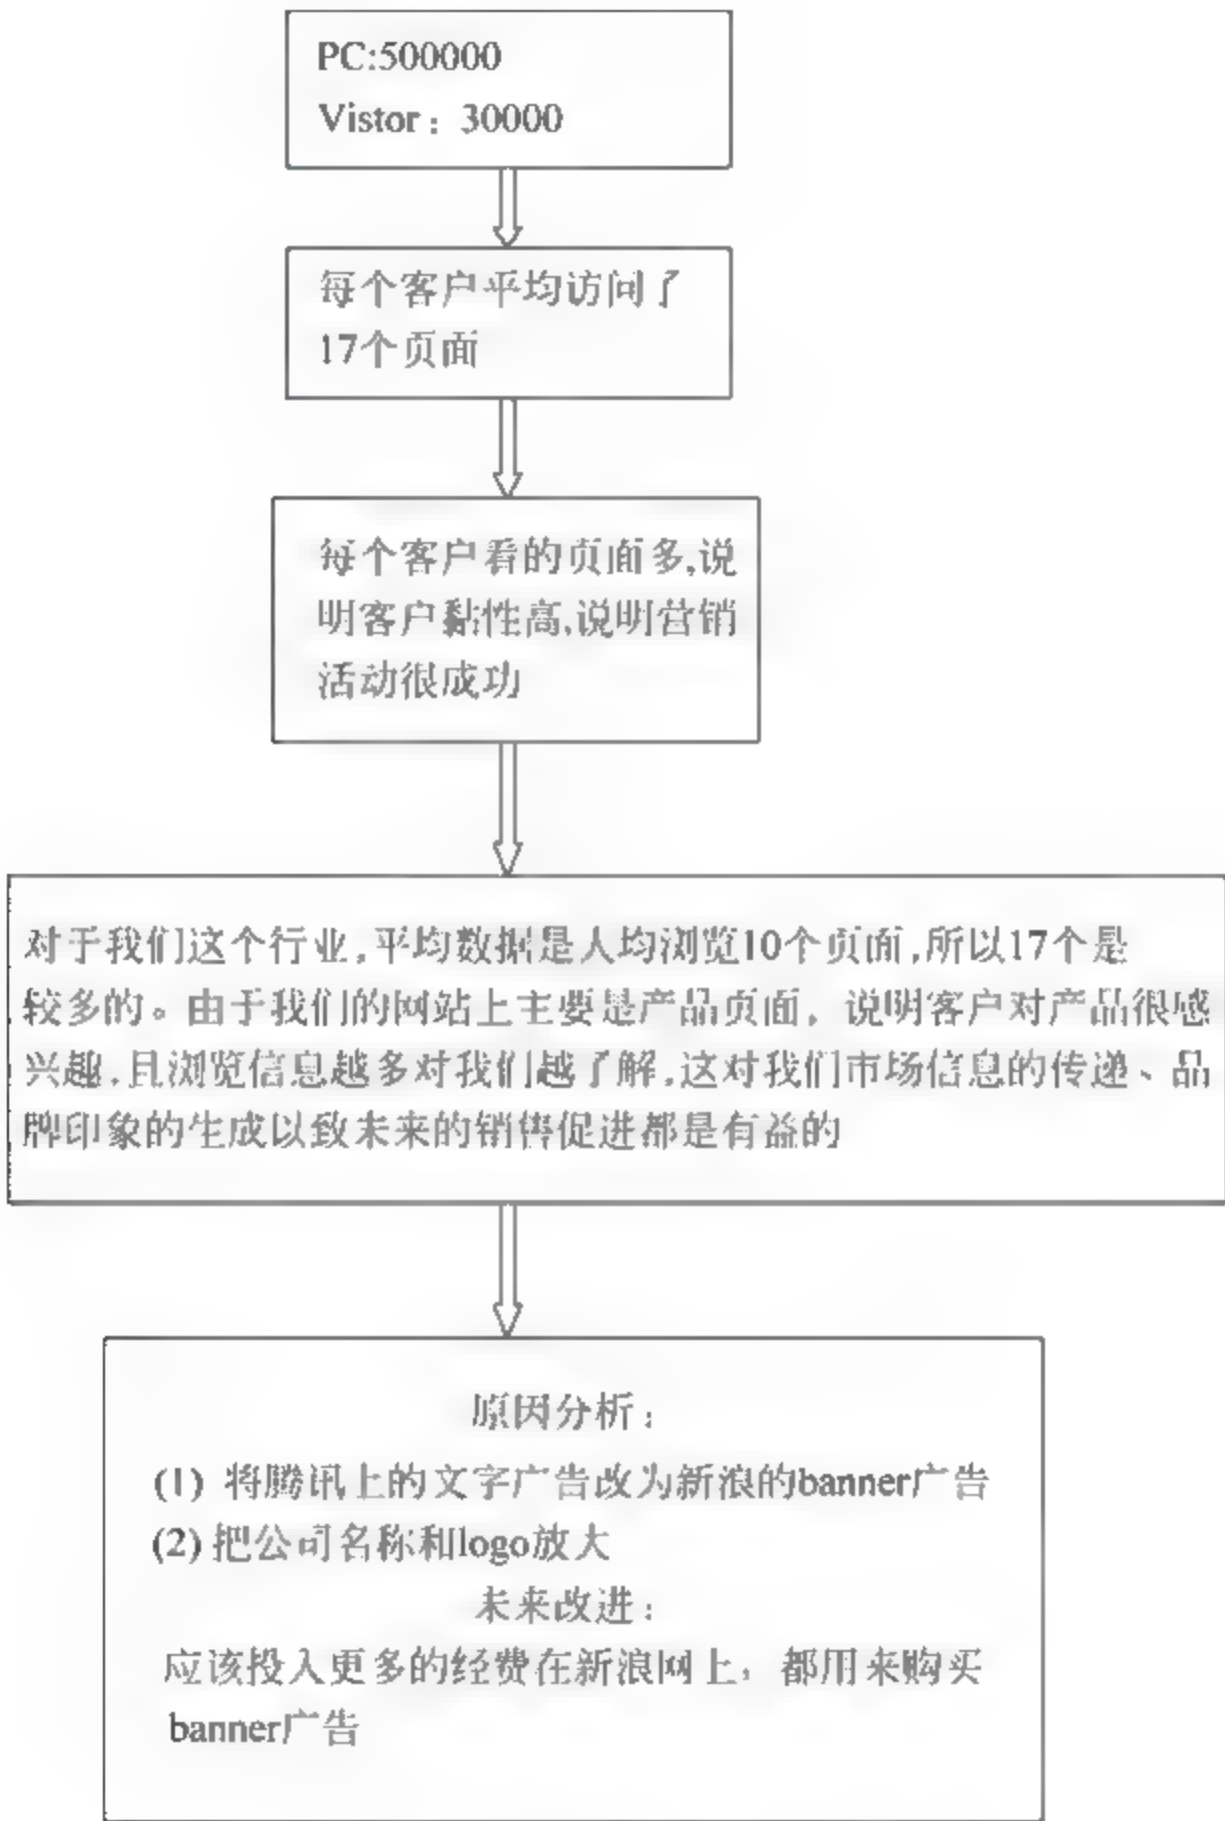 PC:500000
Vistor：30000
每个客户平均访问了
17个页面
每个客户看的页面多,说
明客户黏性高,说明营销
活动很成功
对于我们这个行业,平均数据是人均浏览10个页面,所以17个是
较多的。由于我们的网站上主要是产品页面，说明客户对产品很感
兴趣,且浏览信息越多对我们越了解,这对我们市场信息的传递、品
牌印象的生成以致未来的销售促进都是有益的
原因分析：
(1) 将腾讯上的文字广告改为新浪的banner广告
(2) 把公司名称和logo放大
未来改进：
应该投入更多的经费在新浪网上，都用来购买
banner广告